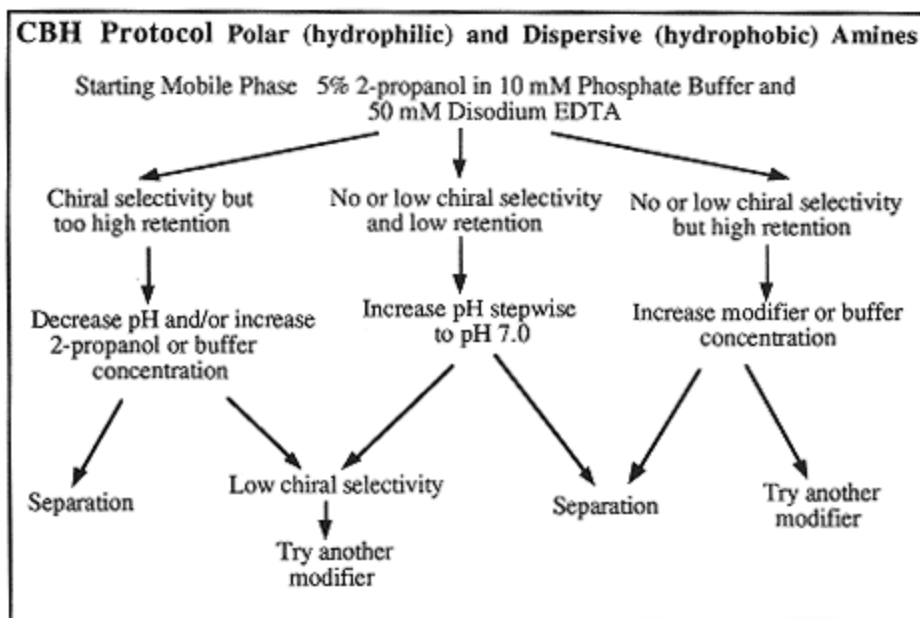 CBH Protocol Polar (hydrophilic) and Dispersive (hydrophobic) Amines
Starting Mobile Phase 5% 2-propanol in 10 mM Phosphate Buffer and
50 mM Disodium EDTA
Chiral selectivity but
too high retention
No or low chiral selectivity
and low retention
No or low chiral selectivity
but high retention
Decrease pH and/or increase
2-propanol or buffer
concentration
Increase pH stepwise
to pH 7.0
Increase modifier or buffer
concentration
Separation
Low chiral selectivity
Separation
Try another
modifier
Try another
modifier